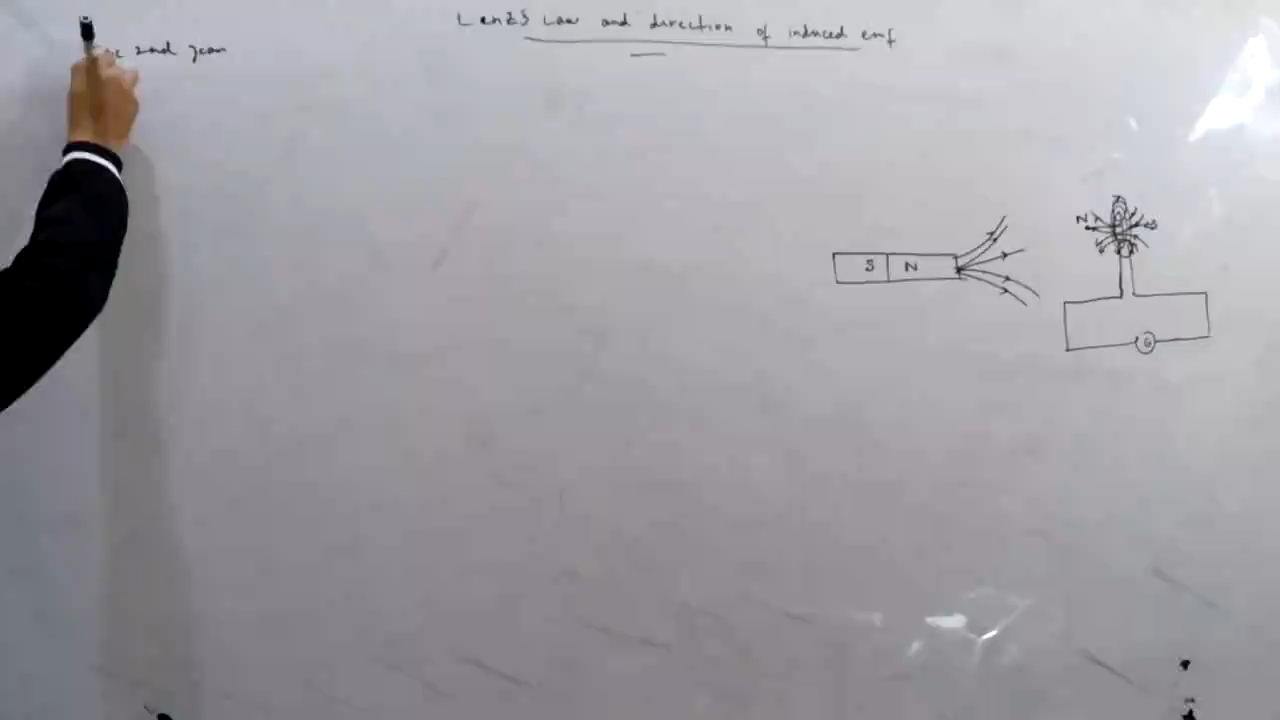 Lenz's Law and direction of induced emf
2nd year
S N
N S
G